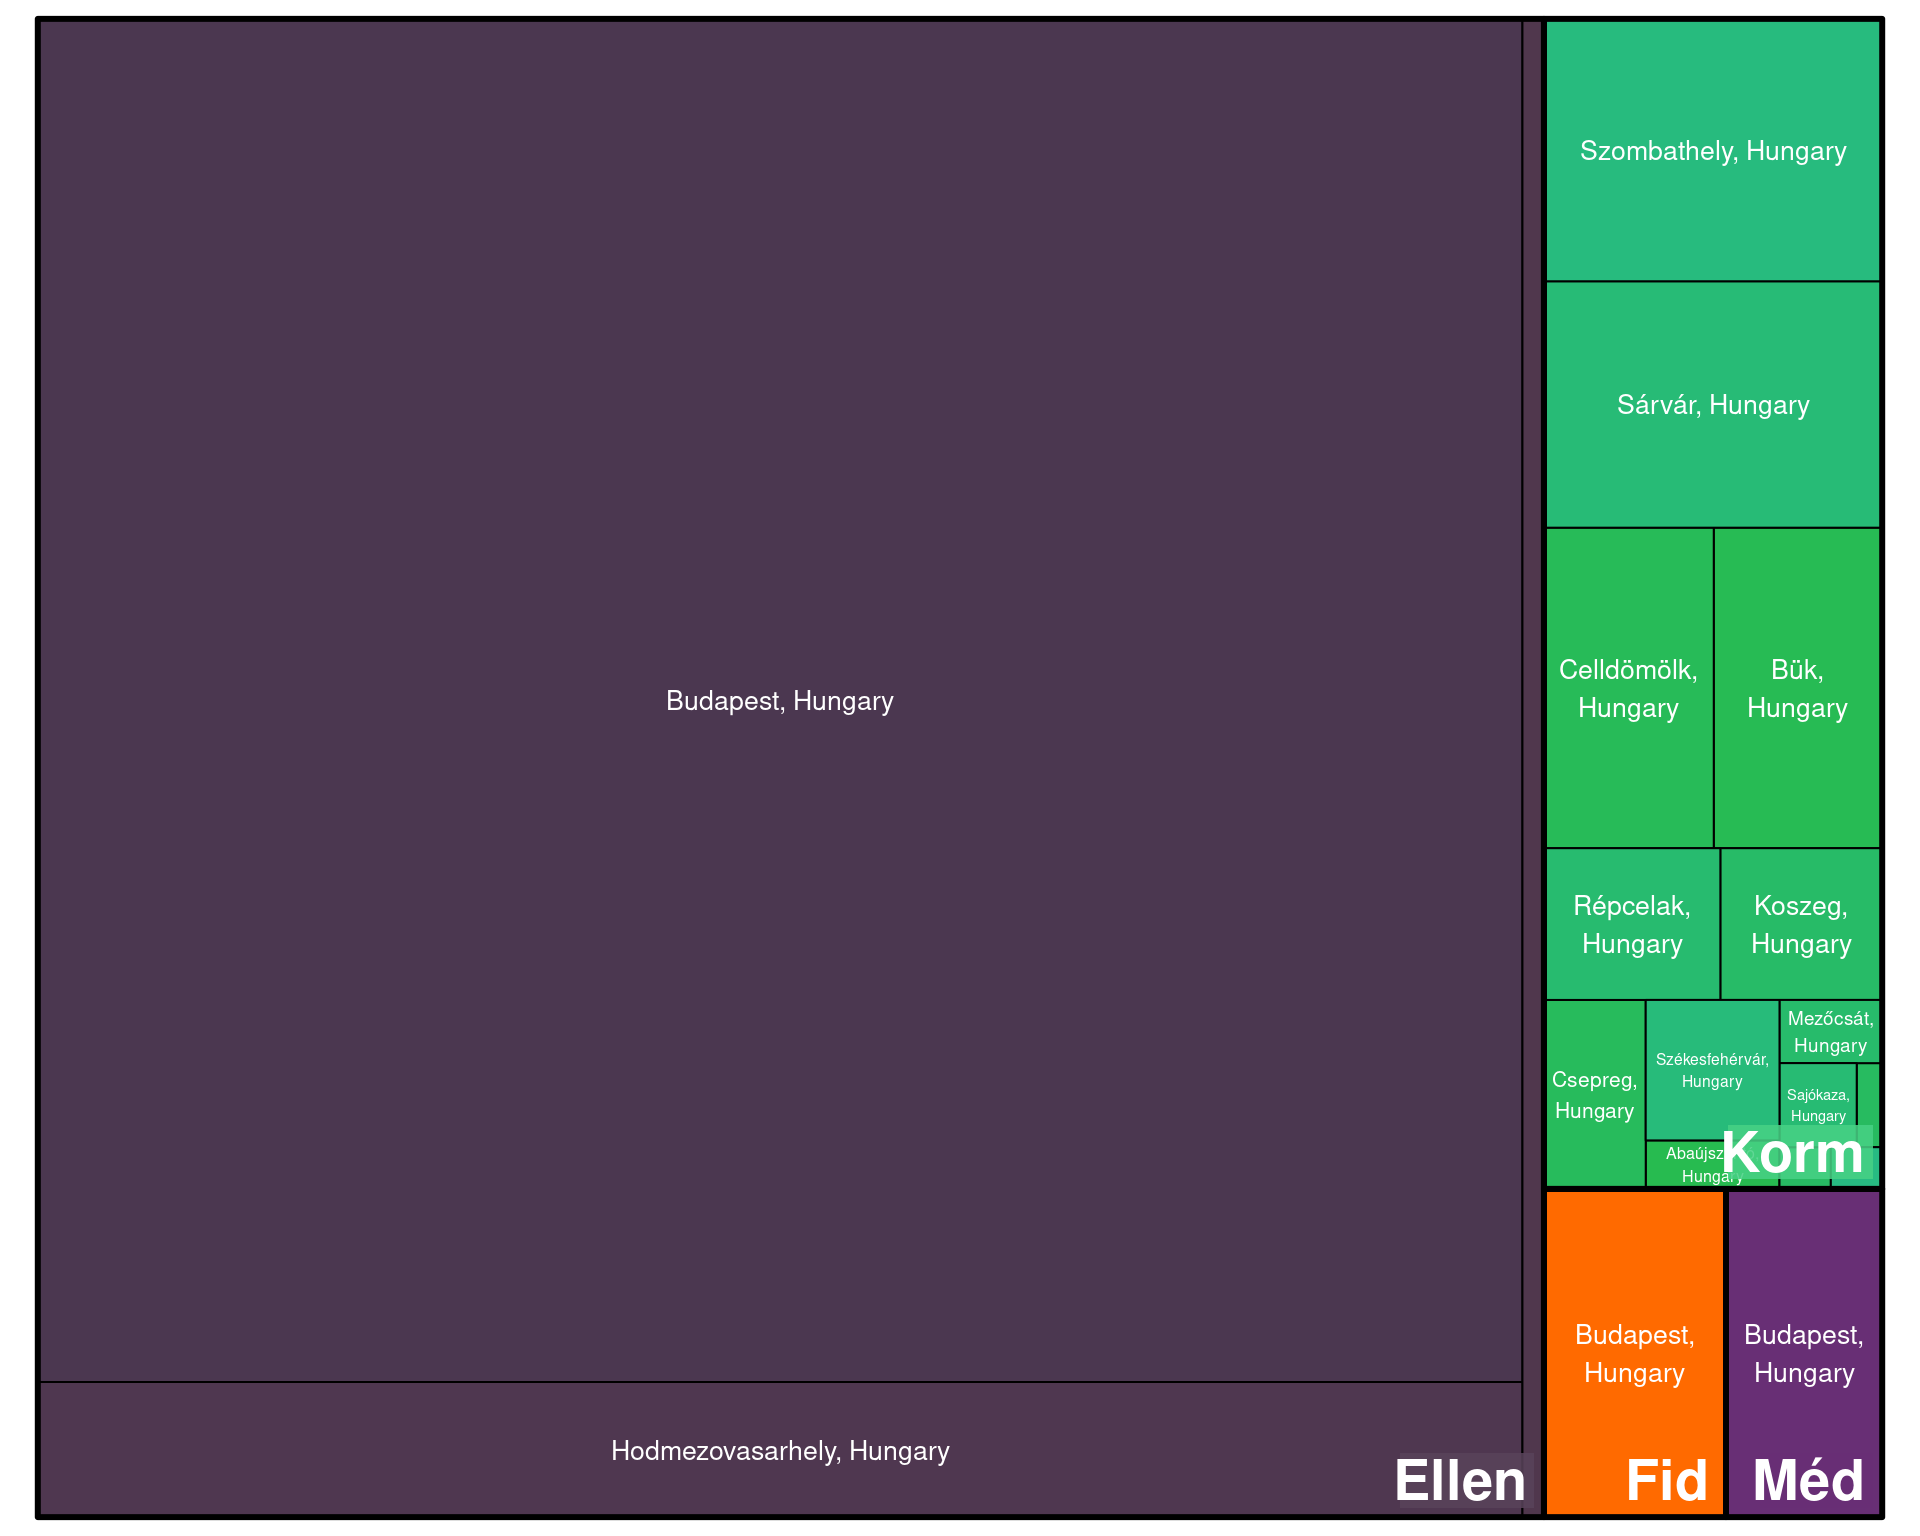 Szombathely, Hungary
Sárvár, Hungary
Celldömölk,
Hungary
Bük,
Hungary
Budapest, Hungary
Répcelak,
Hungary
Koszeg,
Hungary
Csepreg,
Hungary
Székesfehérvár,
Hungary
Mezőcsát,
Hungary
Sajókaza,
Hungary
Hungary
Korm
Budapest,
Hungary
Budapest,
Hungary
Hodmezovasarhely, Hungary
Ellen
Fid
Méd